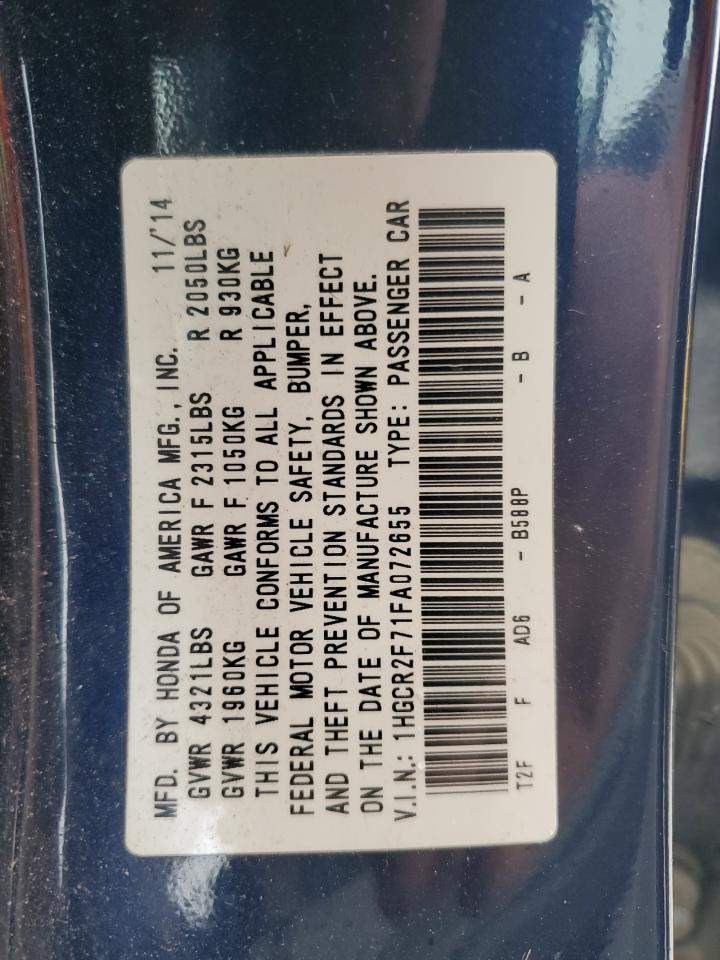 MFD. BY HONDA OF AMERICA MFG., INC. 11/'14
GVWR 4321LBS GAWR F 2315LBS R 2050LBS
GVWR 1960KG GAWR F 1050KG R 930KG
THIS VEHICLE CONFORMS TO ALL APPLICABLE
FEDERAL MOTOR VEHICLE SAFETY, BUMPER,
AND THEFT PREVENTION STANDARDS IN EFFECT
ON THE DATE OF MANUFACTURE SHOWN ABOVE.
V.I.N.: 1HGCR2F71FA072655 TYPE: PASSENGER CAR
T2F F AD6 - B588P - B - A